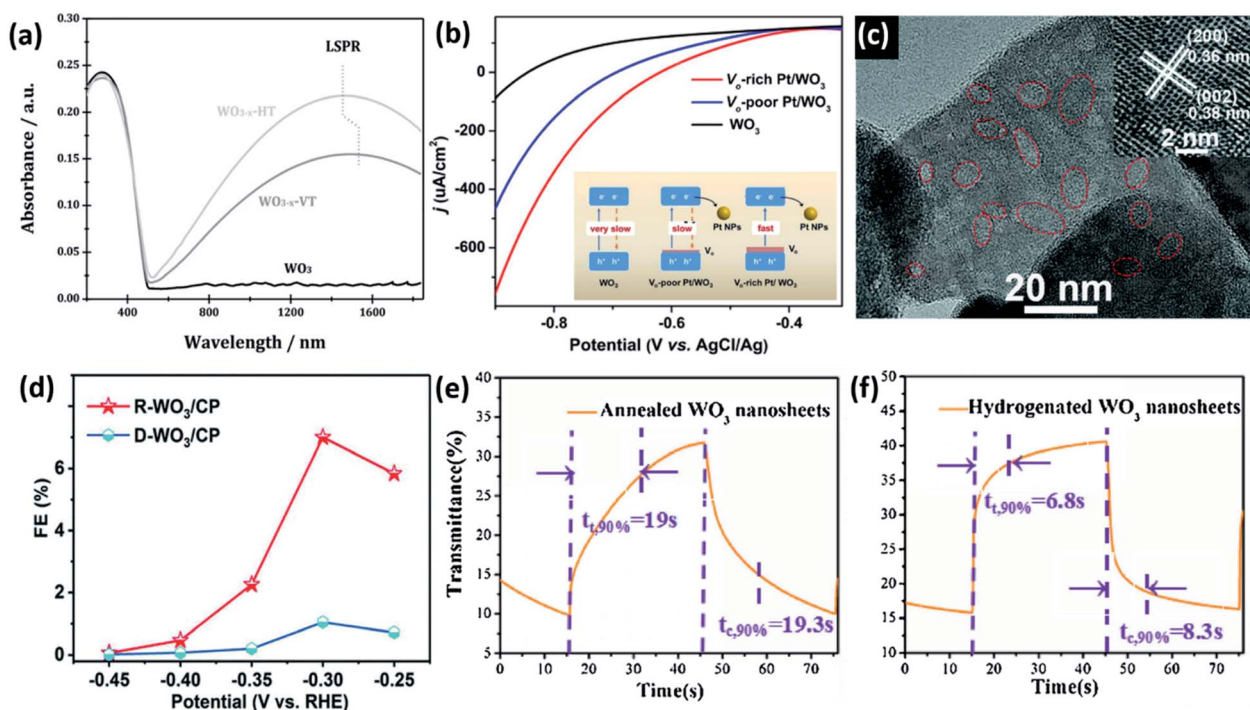 (a)
0.30
0.25
0.20
0.15
0.10
0.05
0.00
Absorbance / a.u.
LSPR
WO3-x-HT
WO3-x-VT
WO3
400
800
1200
1600
Wavelength / nm
(b)
0
-200
-400
-600
j (uA/cm²)
Vo-rich Pt/WO3
Vo-poor Pt/WO3
WO3
e- e-
e- e-
e- e-
very slow
slow
fast
Pt NPs
Pt NPs
Vo
Vo
h+ h+
h+ h+
h+ h+
WO3
Vo-poor Pt/WO3
Vo-rich Pt/ WO3
-0.8
-0.6
-0.4
Potential (V vs. AgCl/Ag)
(c)
(200)
0.36 nm
(002)
0.38 nm
2 nm
20 nm
(d)
R-WO3/CP
D-WO3/CP
6
4
2
0
FE (%)
-0.45
-0.40
-0.35
-0.30
-0.25
Potential (V vs. RHE)
(e)
40
35
30
25
20
15
10
5
Transmittance(%)
Annealed WO3 nanosheets
tt,90%=19s
tc,90%=19.3s
0
10
20
30
40
50
60
70
Time(s)
(f)
50
45
40
35
30
25
20
15
10
Hydrogenated WO3 nanosheets
tt,90%=6.8s
tc,90%=8.3s
0
10
20
30
40
50
60
70
Time(s)